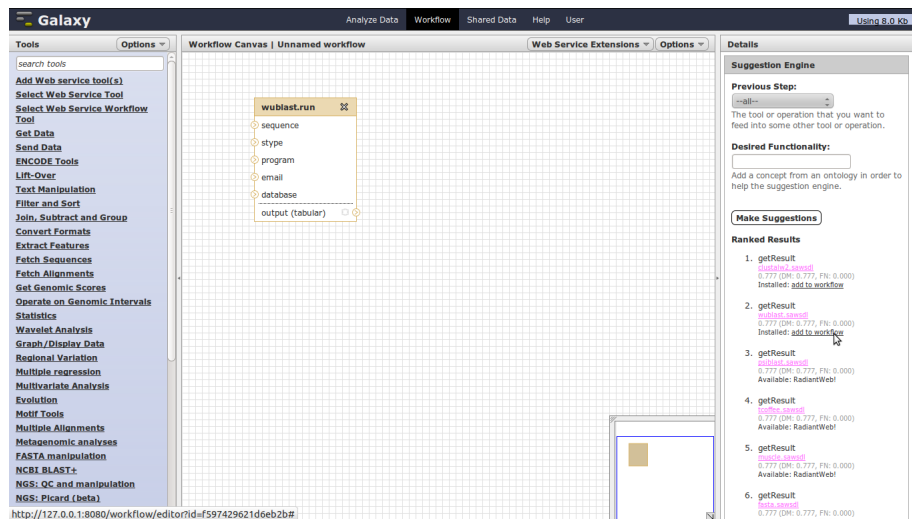 Galaxy
Analyze Data Workflow Shared Data Help User
Using 8.0 Kb
Tools
Options
search tools
Add Web service tool(s)
Select Web Service Tool
Select Web Service Workflow
Tool
Get Data
Send Data
ENCODE Tools
Lift-Over
Text Manipulation
Filter and Sort
Join, Subtract and Group
Convert Formats
Extract Features
Fetch Sequences
Fetch Alignments
Get Genomic Scores
Operate on Genomic Intervals
Statistics
Wavelet Analysis
Graph/Display Data
Regional Variation
Multiple regression
Multivariate Analysis
Evolution
Motif Tools
Multiple Alignments
Metagenomic analyses
FASTA manipulation
NCBI BLAST+
NGS: QC and manipulation
NGS: Picard (beta)
http://127.0.0.1:8080/workflow/editor?id=f597429621d6eb2b#
Workflow Canvas | Unnamed workflow
Web Service Extensions
Options
wublast.run
sequence
stype
program
email
database
output (tabular)
Details
Suggestion Engine
Previous Step:
--all--
The tool or operation that you want to
feed into some other tool or operation.
Desired Functionality:
Add a concept from an ontology in order to
help the suggestion engine.
Make Suggestions
Ranked Results
1. getResult
clustalw2.sawsdl
0.777 (DM: 0.777, FN: 0.000)
Installed: add to workflow
2. getResult
wublast.sawsdl
0.777 (DM: 0.777, FN: 0.000)
Installed: add to workflow
3. getResult
psiblast.sawsdl
0.777 (DM: 0.777, FN: 0.000)
Available: RadiantWeb!
4. getResult
tcoffee.sawsdl
0.777 (DM: 0.777, FN: 0.000)
Available: RadiantWeb!
5. getResult
muscle.sawsdl
0.777 (DM: 0.777, FN: 0.000)
Available: RadiantWeb!
6. getResult
fasta.sawsdl
0.777 (DM: 0.777, FN: 0.000)